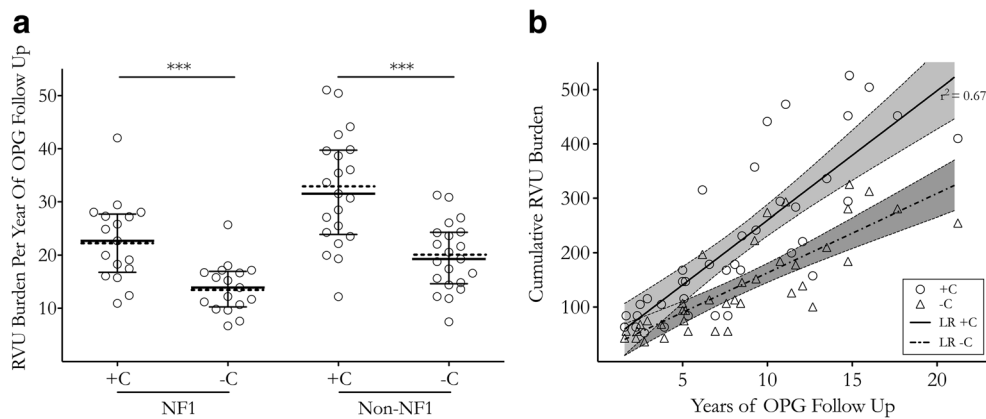 a
RVU Burden Per Year Of OPG Follow Up
50
40
30
20
10
***
***
+C
-C
+C
-C
NF1
Non-NF1
b
Cumulative RVU Burden
500
400
300
200
100
r² = 0.67
+C
-C
LR +C
LR -C
5
10
15
20
Years of OPG Follow Up